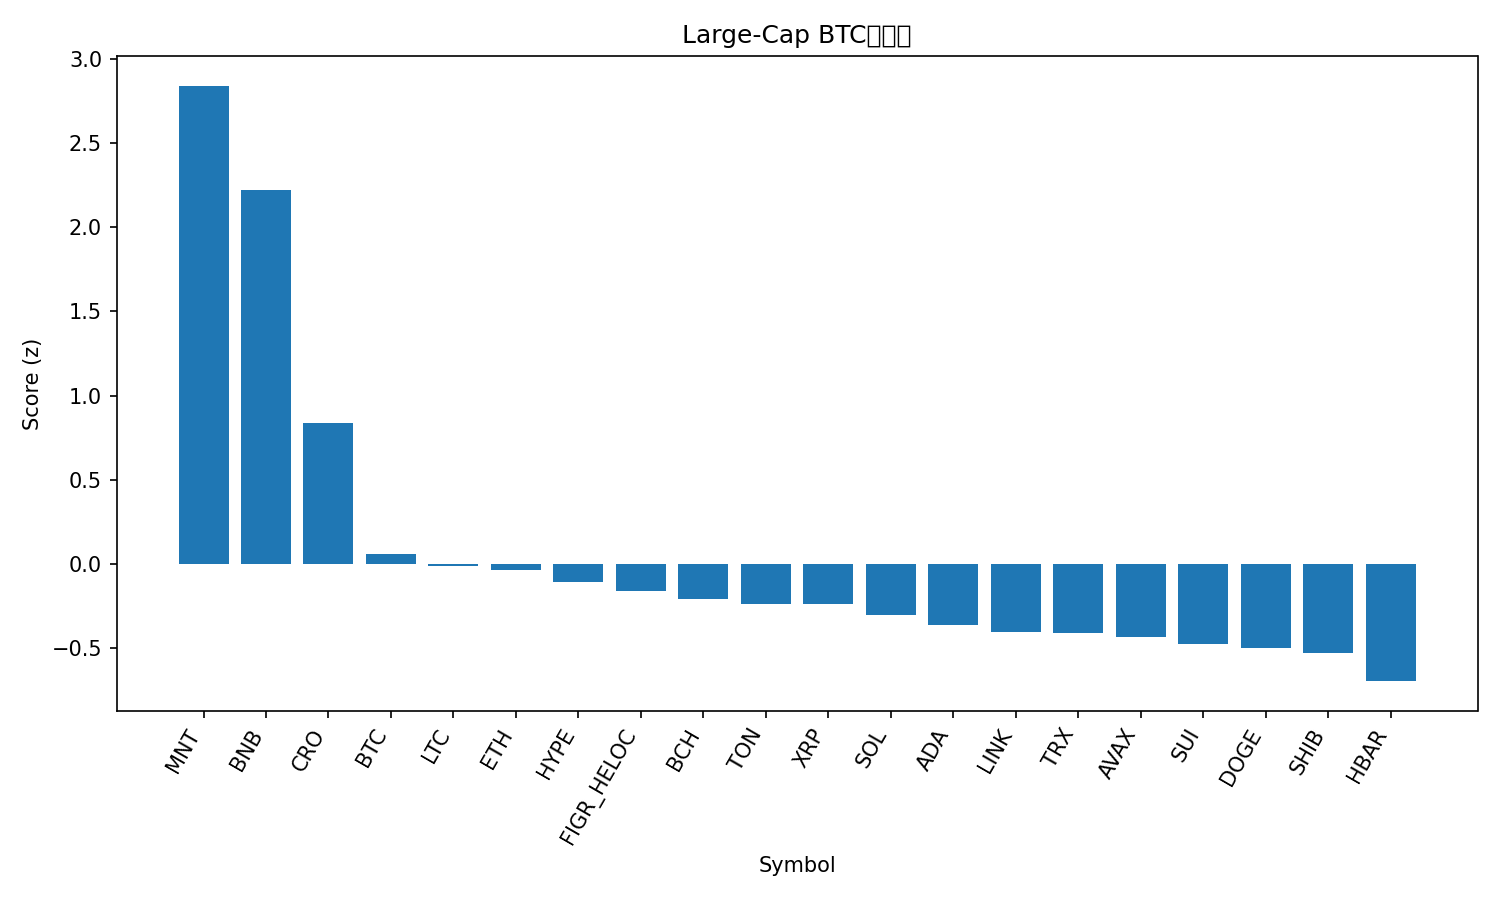 Large-Cap BTC
3.0
2.5
2.0
1.5
1.0
0.5
0.0
−0.5
Score (z)
MNT
BNB
CRO
BTC
LTC
ETH
HYPE
FIGR_HELOC
BCH
TON
XRP
SOL
ADA
LINK
TRX
AVAX
SUI
DOGE
SHIB
HBAR
Symbol